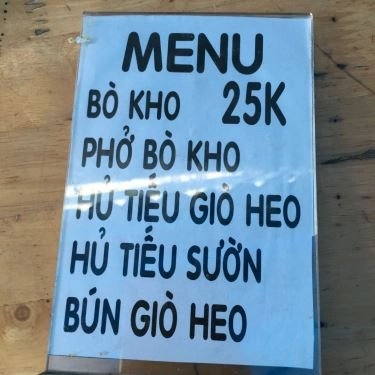 MENU
BÒ KHO 25K
PHỞ BÒ KHO
HỦ TIẾU GIÒ HEO
HỦ TIẾU SƯỜN
BÚN GIÒ HEO